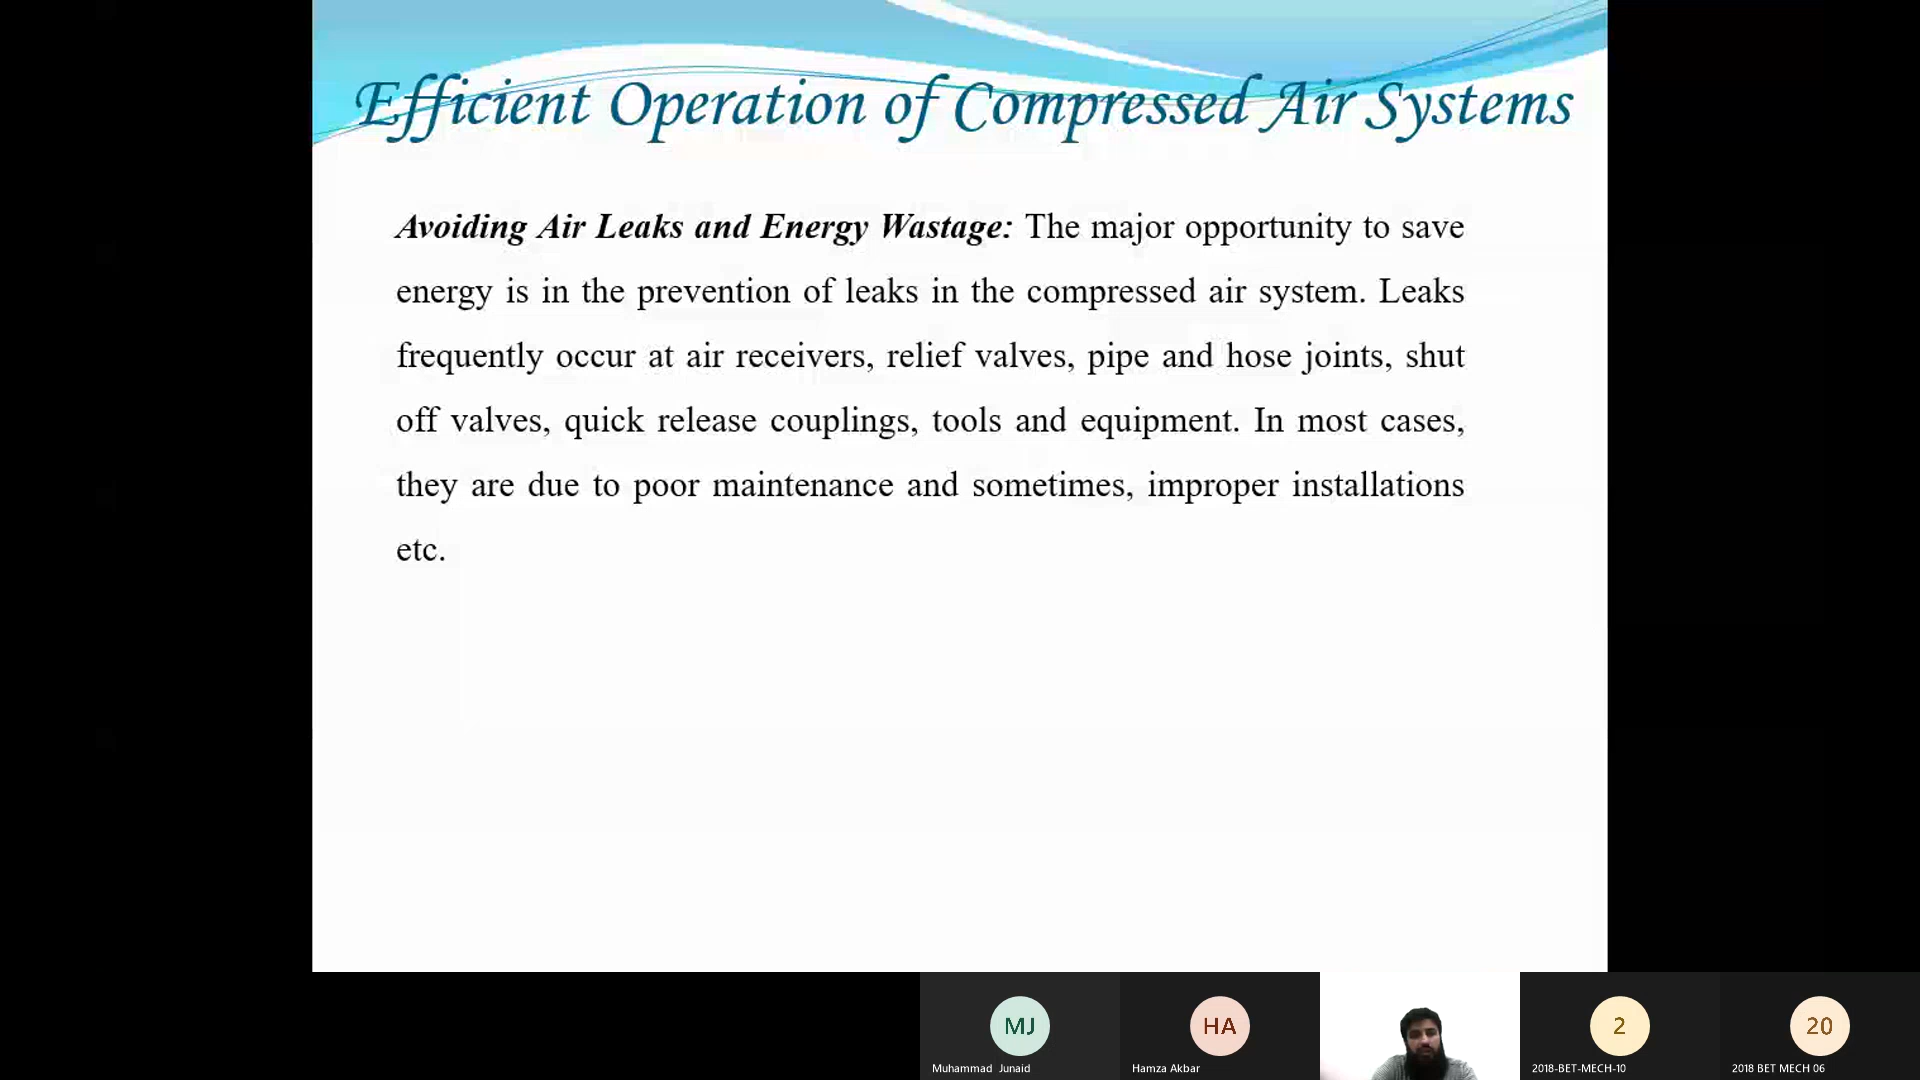 Efficient Operation of Compressed Air Systems
Avoiding Air Leaks and Energy Wastage: The major opportunity to save
energy is in the prevention of leaks in the compressed air system. Leaks
frequently occur at air receivers, relief valves, pipe and hose joints, shut
off valves, quick release couplings, tools and equipment. In most cases,
they are due to poor maintenance and sometimes, improper installations
etc.
MJ
HA
2
20
Muhammad Junaid
Hamza Akbar
2018-BET-MECH-10
2018 BET MECH 06